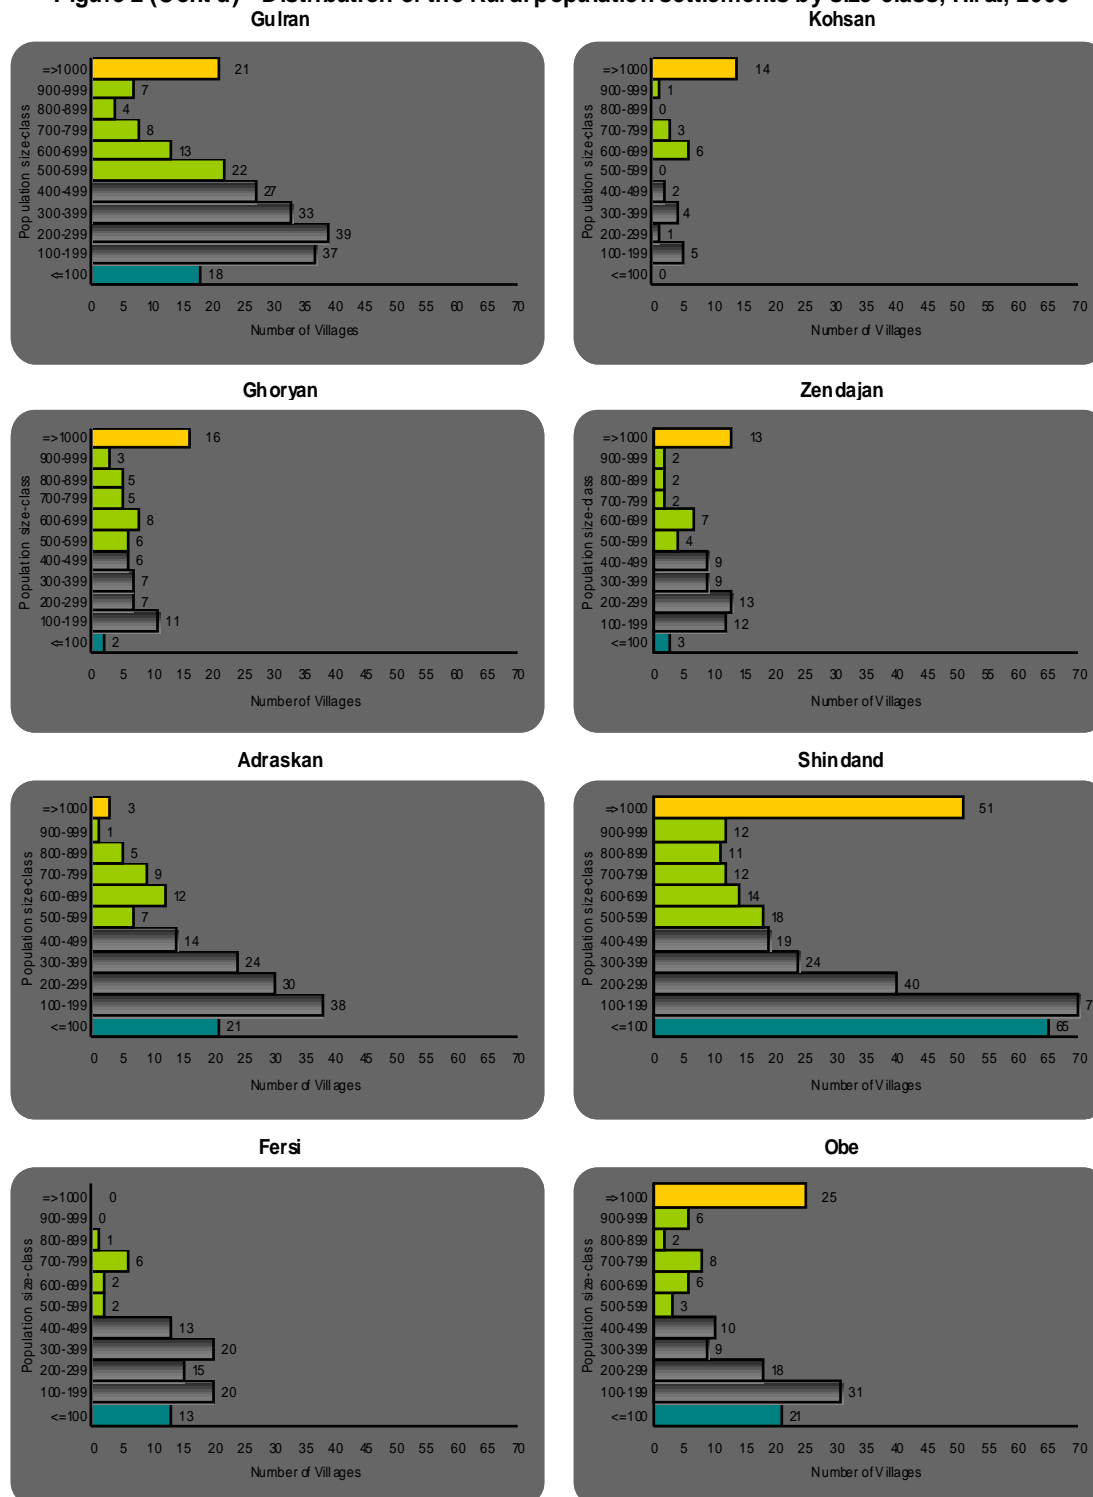 Distribution of the Rural population settlements by size class, Hirat,
Gulran
Population size-class
=>1000 21
900-999 7
800-899 4
700-799 8
600-699 13
500-599 22
400-499 27
300-399 33
200-299 39
100-199 37
<=100 18
0 5 10 15 20 25 30 35 40 45 50 55 60 65 70
Number of Villages
Kohsan
Population size-class
=>1000 14
900-999 1
800-899 0
700-799 3
600-699 6
500-599 0
400-499 2
300-399 4
200-299 1
100-199 5
<=100 0
0 5 10 15 20 25 30 35 40 45 50 55 60 65 70
Number of Villages
Ghoryan
Population size-class
=>1000 16
900-999 3
800-899 5
700-799 5
600-699 8
500-599 6
400-499 6
300-399 7
200-299 7
100-199 11
<=100 2
0 5 10 15 20 25 30 35 40 45 50 55 60 65 70
Number of Villages
Zendajan
Population size-class
=>1000 13
900-999 2
800-899 2
700-799 2
600-699 7
500-599 4
400-499 9
300-399 9
200-299 13
100-199 12
<=100 3
0 5 10 15 20 25 30 35 40 45 50 55 60 65 70
Number of Villages
Adraskan
Population size-class
=>1000 3
900-999 1
800-899 5
700-799 9
600-699 12
500-599 7
400-499 14
300-399 24
200-299 30
100-199 38
<=100 21
0 5 10 15 20 25 30 35 40 45 50 55 60 65 70
Number of Villages
Shindand
Population size-class
=>1000 51
900-999 12
800-899 11
700-799 12
600-699 14
500-599 18
400-499 19
300-399 24
200-299 40
100-199
<=100 65
0 5 10 15 20 25 30 35 40 45 50 55 60 65 70
Number of Villages
Fersi
Population size-class
=>1000 0
900-999 0
800-899 1
700-799 6
600-699 2
500-599 2
400-499 13
300-399 20
200-299 15
100-199 20
<=100 13
0 5 10 15 20 25 30 35 40 45 50 55 60 65 70
Number of Villages
Obe
Population size-class
=>1000 25
900-999 6
800-899 2
700-799 8
600-699 6
500-599 3
400-499 10
300-399 9
200-299 18
100-199 31
<=100 21
0 5 10 15 20 25 30 35 40 45 50 55 60 65 70
Number of Villages